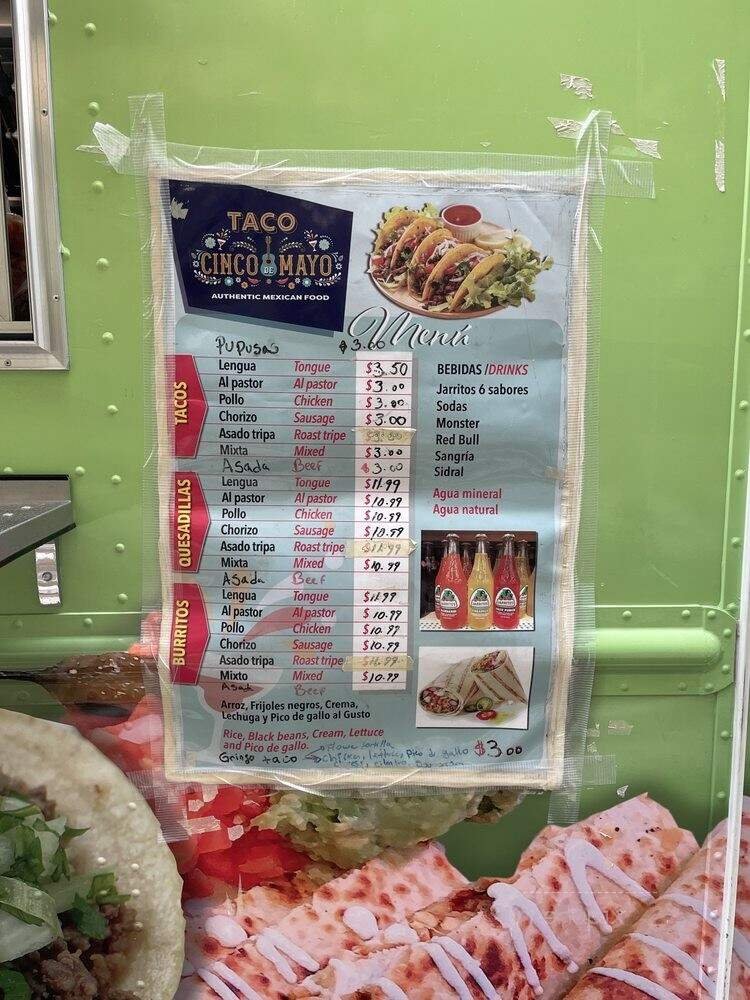 TACO
CINCO DE MAYO
AUTHENTIC MEXICAN FOOD
Menú
Pupusas $3.00
TACOS
Lengua Tongue $3.50
Al pastor Al pastor $3.00
Pollo Chicken $3.00
Chorizo Sausage $3.00
Asado tripa Roast tripe
Mixta Mixed $3.00
Asada Beef $3.00
QUESADILLAS
Lengua Tongue $11.99
Al pastor Al pastor $10.99
Pollo Chicken $10.99
Chorizo Sausage $10.99
Asado tripa Roast tripe $11.99
Mixta Mixed $10.99
Asada Beef
BURRITOS
Lengua Tongue $11.99
Al pastor Al pastor $10.99
Pollo Chicken $10.99
Chorizo Sausage $10.99
Asado tripa Roast tripe $11.99
Mixto Mixed $10.99
Beef
Arroz, Frijoles negros, Crema,
Lechuga y Pico de gallo al Gusto
Rice, Black beans, Cream, Lettuce
and Pico de gallo.
Gringo taco
Chicken, lettuce, Pico de gallo $3.00
BEBIDAS /DRINKS
Jarritos 6 sabores
Sodas
Monster
Red Bull
Sangría
Sidral
Agua mineral
Agua natural